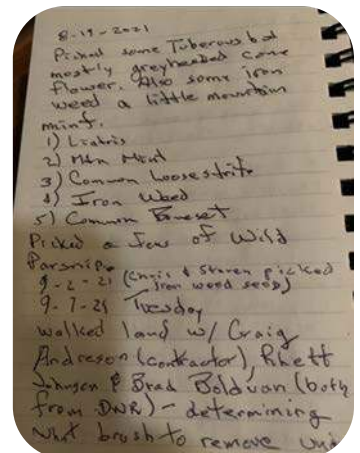 8-19-2021
Picked some Tuberous but
mostly greyheaded cone
flower. Also some iron
weed a little mountain
mint.
1) Liatris
2) Mtn Mint
3) Common Loosestrife
4) Iron Weed
5) Common Boneset
Picked a few of Wild
Parsnip
9-2-21 (Chris & Steven picked
Iron weed seeds)
9-7-21 Tuesday
walked land w/ Craig
Andreson (contractor), Rhett
Johnson & Brad Bolduan (both
from DNR) - determining
what brush to remove